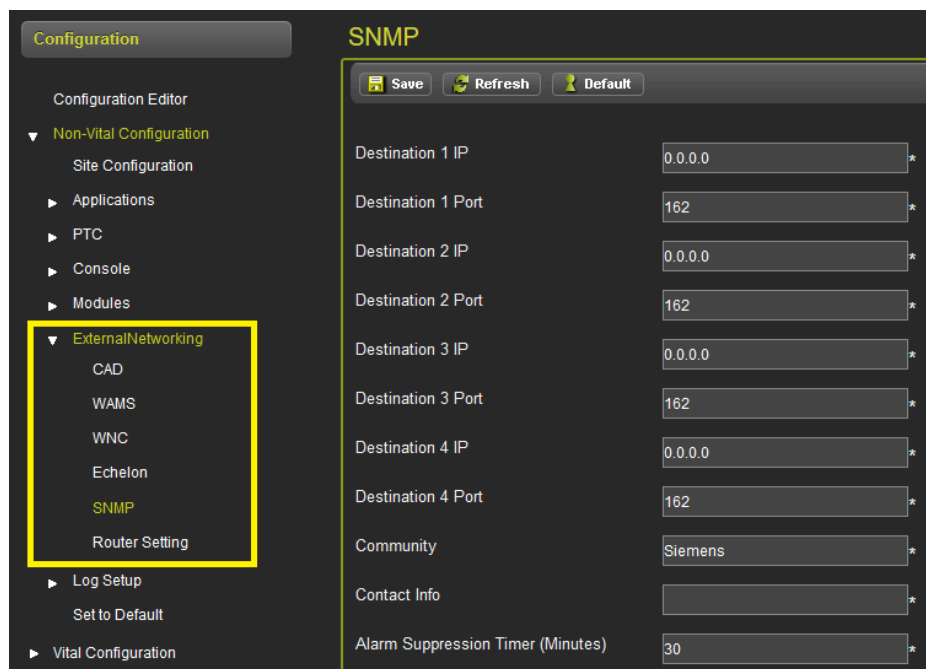 Configuration
Configuration Editor
Non-Vital Configuration
Site Configuration
Applications
PTC
Console
Modules
ExternalNetworking
CAD
WAMS
WNC
Echelon
SNMP
Router Setting
Log Setup
Set to Default
Vital Configuration
SNMP
Save Refresh Default
Destination 1 IP 0.0.0.0 *
Destination 1 Port 162 *
Destination 2 IP 0.0.0.0 *
Destination 2 Port 162 *
Destination 3 IP 0.0.0.0 *
Destination 3 Port 162 *
Destination 4 IP 0.0.0.0 *
Destination 4 Port 162 *
Community Siemens *
Contact Info *
Alarm Suppression Timer (Minutes) 30 *